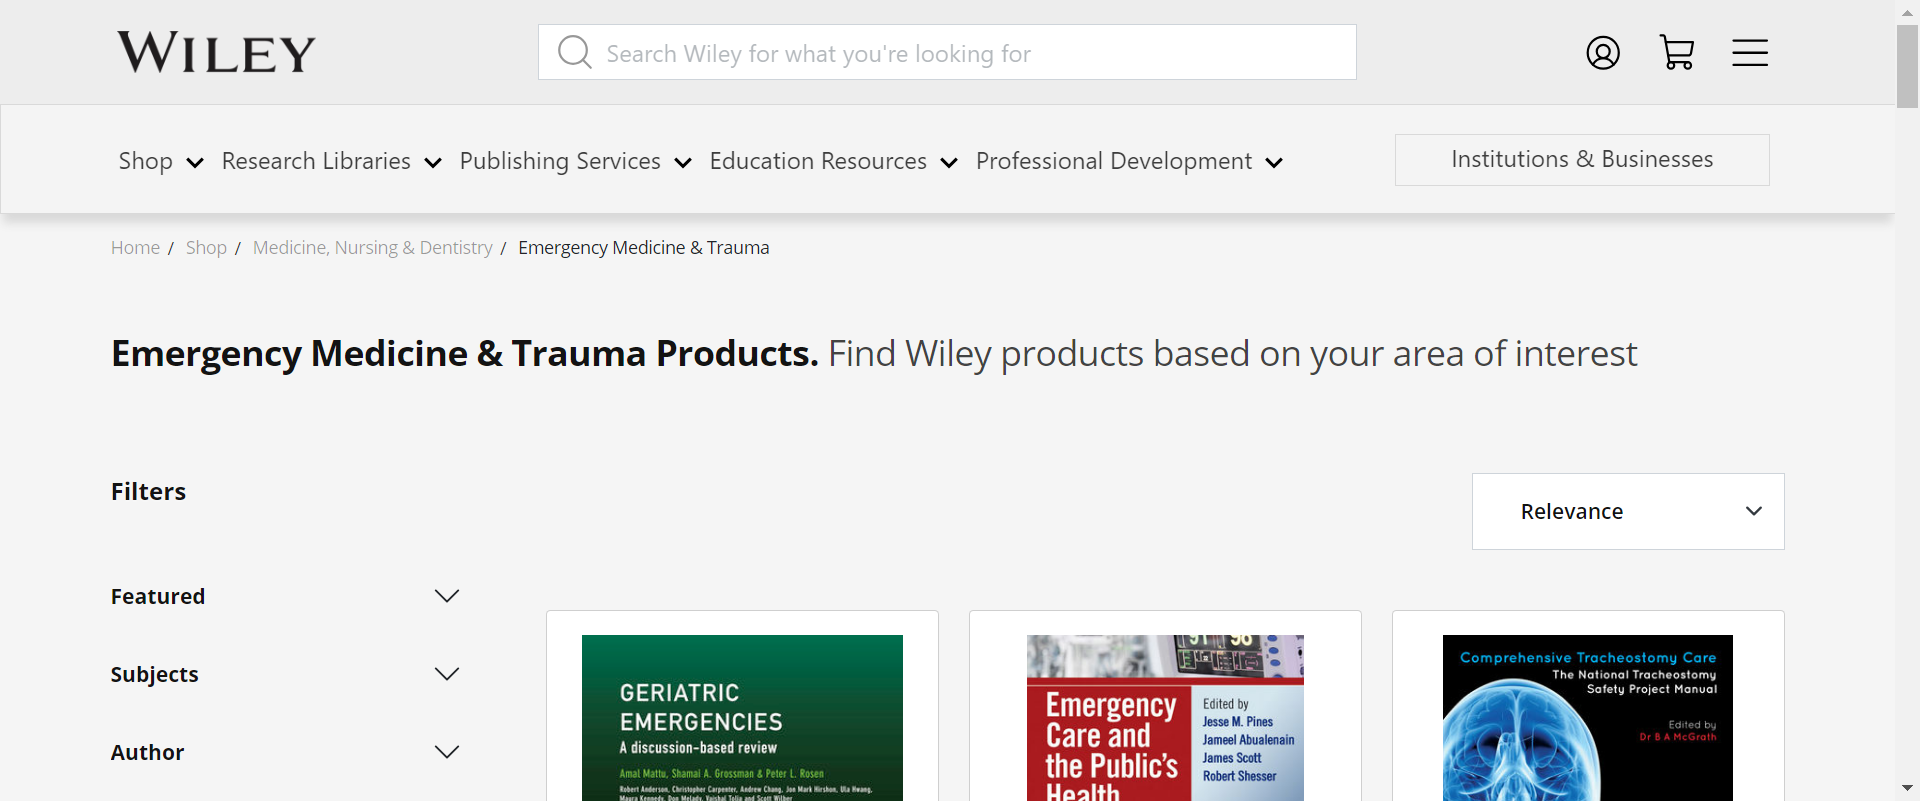 WILEY
Search Wiley for what you're looking for
Shop
Research Libraries
Publishing Services
Education Resources
Professional Development
Institutions & Businesses
Home / Shop / Medicine, Nursing & Dentistry / Emergency Medicine & Trauma
Emergency Medicine & Trauma Products. Find Wiley products based on your area of interest
Filters
Relevance
Featured
Subjects
Author
GERIATRIC
EMERGENCIES
A discussion-based review
Amal Mattu, Shamai A. Grossman & Peter L. Rosen
Robert Anderson, Christopher Carpenter, Andrew Chang, Jon Mark Hirshon, Ula Hwang,
Maura Kennedy, Don Melady, Vaishal Tolia and Scott Wilber
91 98
Emergency
Care and
the Public's
Health
Edited by
Jesse M. Pines
Jameel Abualenain
James Scott
Robert Shesser
Comprehensive Tracheostomy Care
The National Tracheostomy
Safety Project Manual
Edited by
Dr B A McGrath